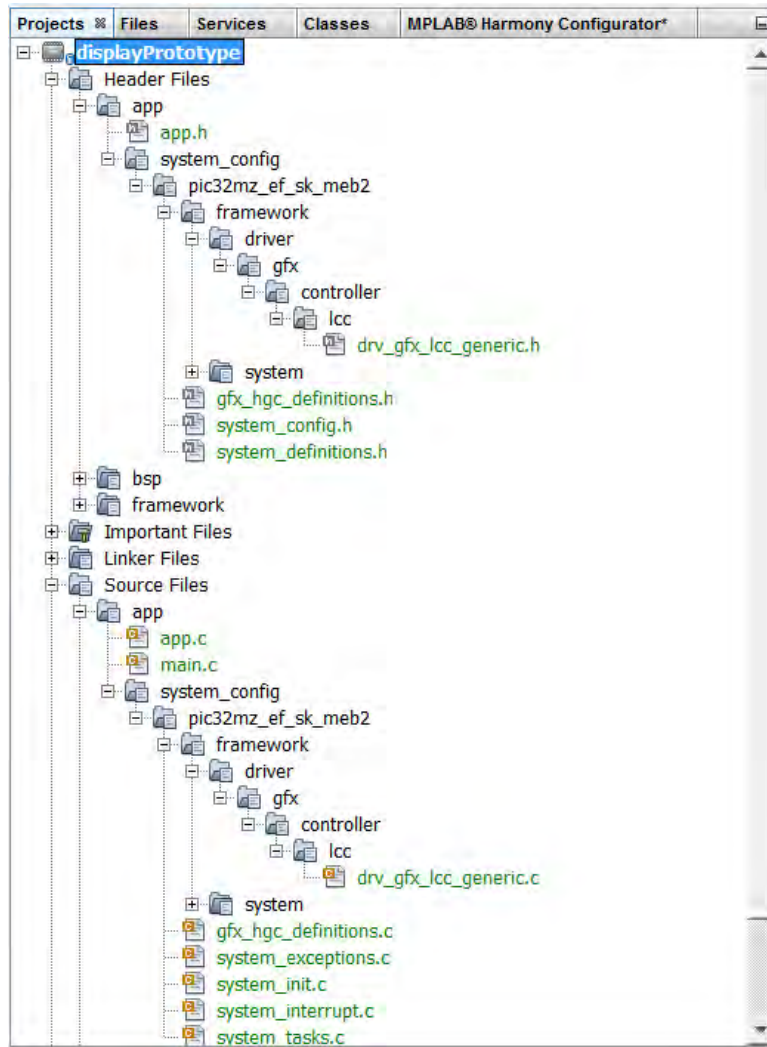 Projects Files Services Classes MPLAB® Harmony Configurator*
displayPrototype
Header Files
app
app.h
system_config
pic32mz_ef_sk_meb2
framework
driver
gfx
controller
lcc
drv_gfx_lcc_generic.h
system
gfx_hgc_definitions.h
system_config.h
system_definitions.h
bsp
framework
Important Files
Linker Files
Source Files
app
app.c
main.c
system_config
pic32mz_ef_sk_meb2
framework
driver
gfx
controller
lcc
drv_gfx_lcc_generic.c
system
gfx_hgc_definitions.c
system_exceptions.c
system_init.c
system_interrupt.c
system_tasks.c